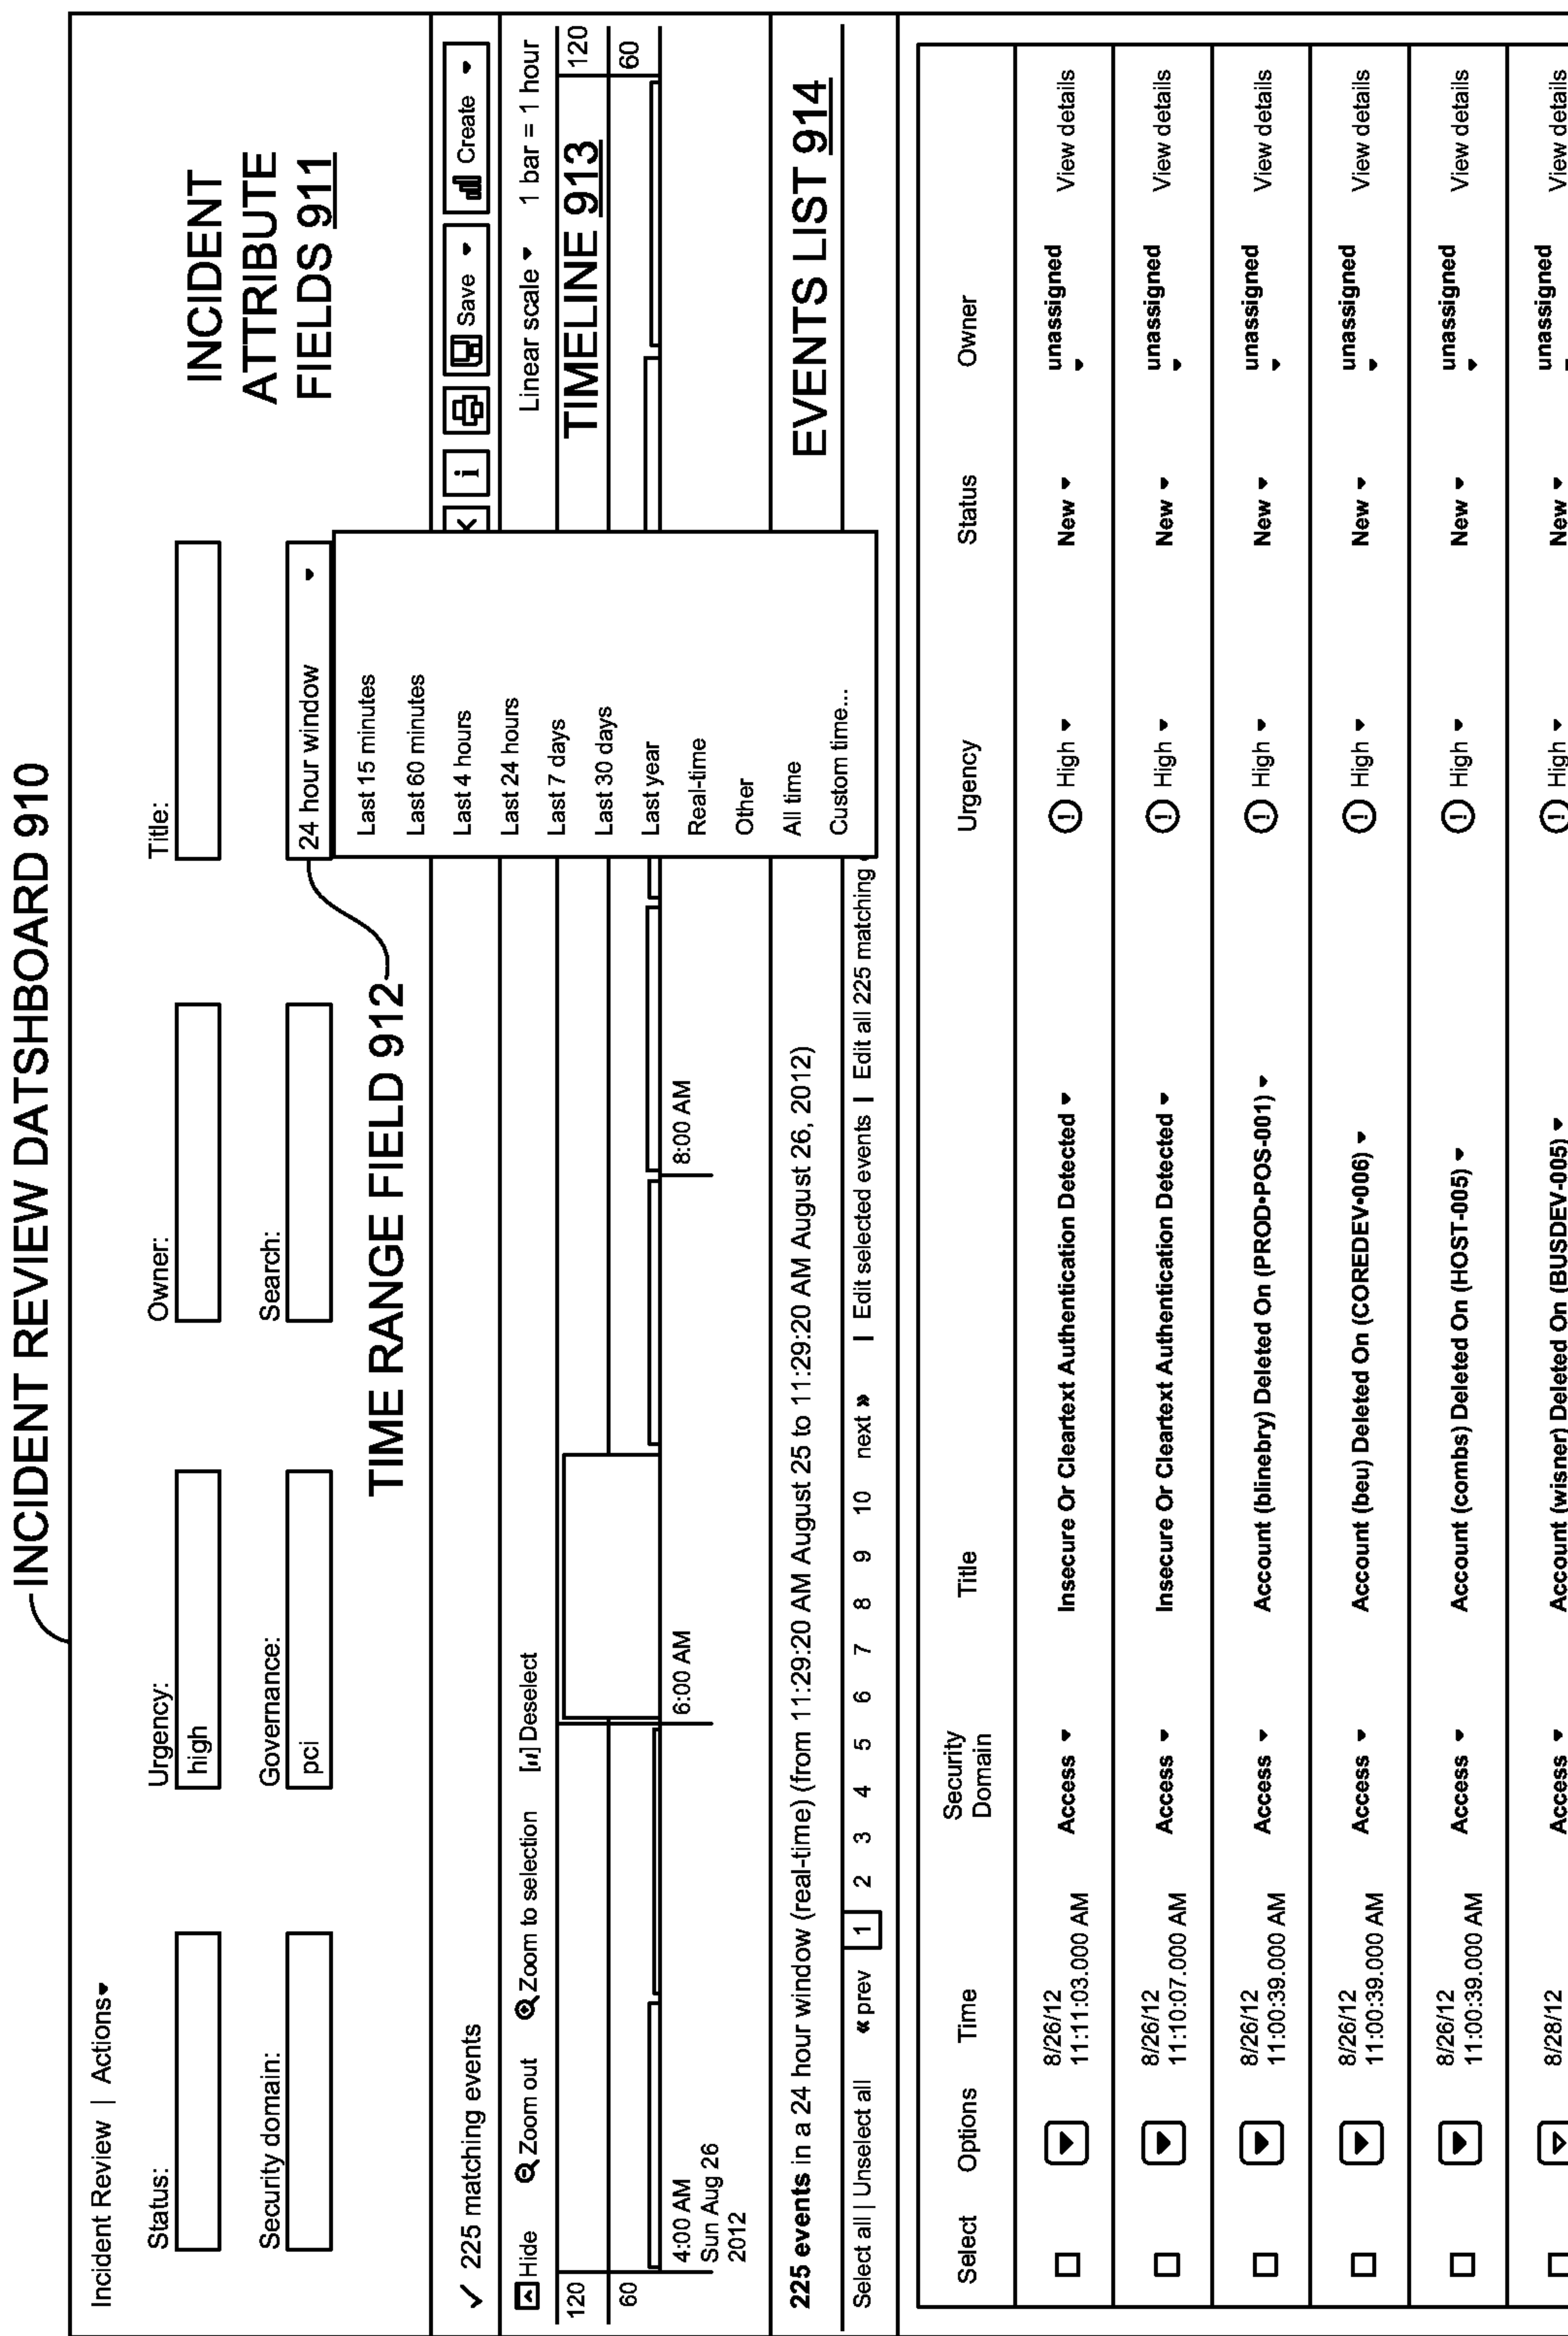 INCIDENT REVIEW DATSHBOARD 910
Incident Review | Actions
Status:
Urgency:
high
Owner:
Title:
Security domain:
Governance:
pci
Search:
24 hour window
INCIDENT
ATTRIBUTE
FIELDS 911
TIME RANGE FIELD 912
Last 15 minutes
Last 60 minutes
Last 4 hours
Last 24 hours
Last 7 days
Last 30 days
Last year
Real-time
Other
All time
Custom time...
✓ 225 matching events
i
Save
Create
Hide
Zoom out
Zoom to selection
Deselect
Linear scale
1 bar = 1 hour
TIMELINE 913
120
120
60
60
4:00 AM
Sun Aug 26
2012
6:00 AM
8:00 AM
225 events in a 24 hour window (real-time) (from 11:29:20 AM August 25 to 11:29:20 AM August 26, 2012)
EVENTS LIST 914
Select all | Unselect all « prev 1 2 3 4 5 6 7 8 9 10 next » | Edit selected events | Edit all 225 matching
Select Options Time Security Domain Title Urgency Status Owner
8/26/12 11:11:03.000 AM Access Insecure Or Cleartext Authentication Detected High New unassigned View details
8/26/12 11:10:07.000 AM Access Insecure Or Cleartext Authentication Detected High New unassigned View details
8/26/12 11:00:39.000 AM Access Account (blinebry) Deleted On (PROD•POS-001) High New unassigned View details
8/26/12 11:00:39.000 AM Access Account (beu) Deleted On (COREDEV•006) High New unassigned View details
8/26/12 11:00:39.000 AM Access Account (combs) Deleted On (HOST-005) High New unassigned View details
8/28/12 Access Account (wisner) Deleted On (BUSDEV-005) High New unassigned View details